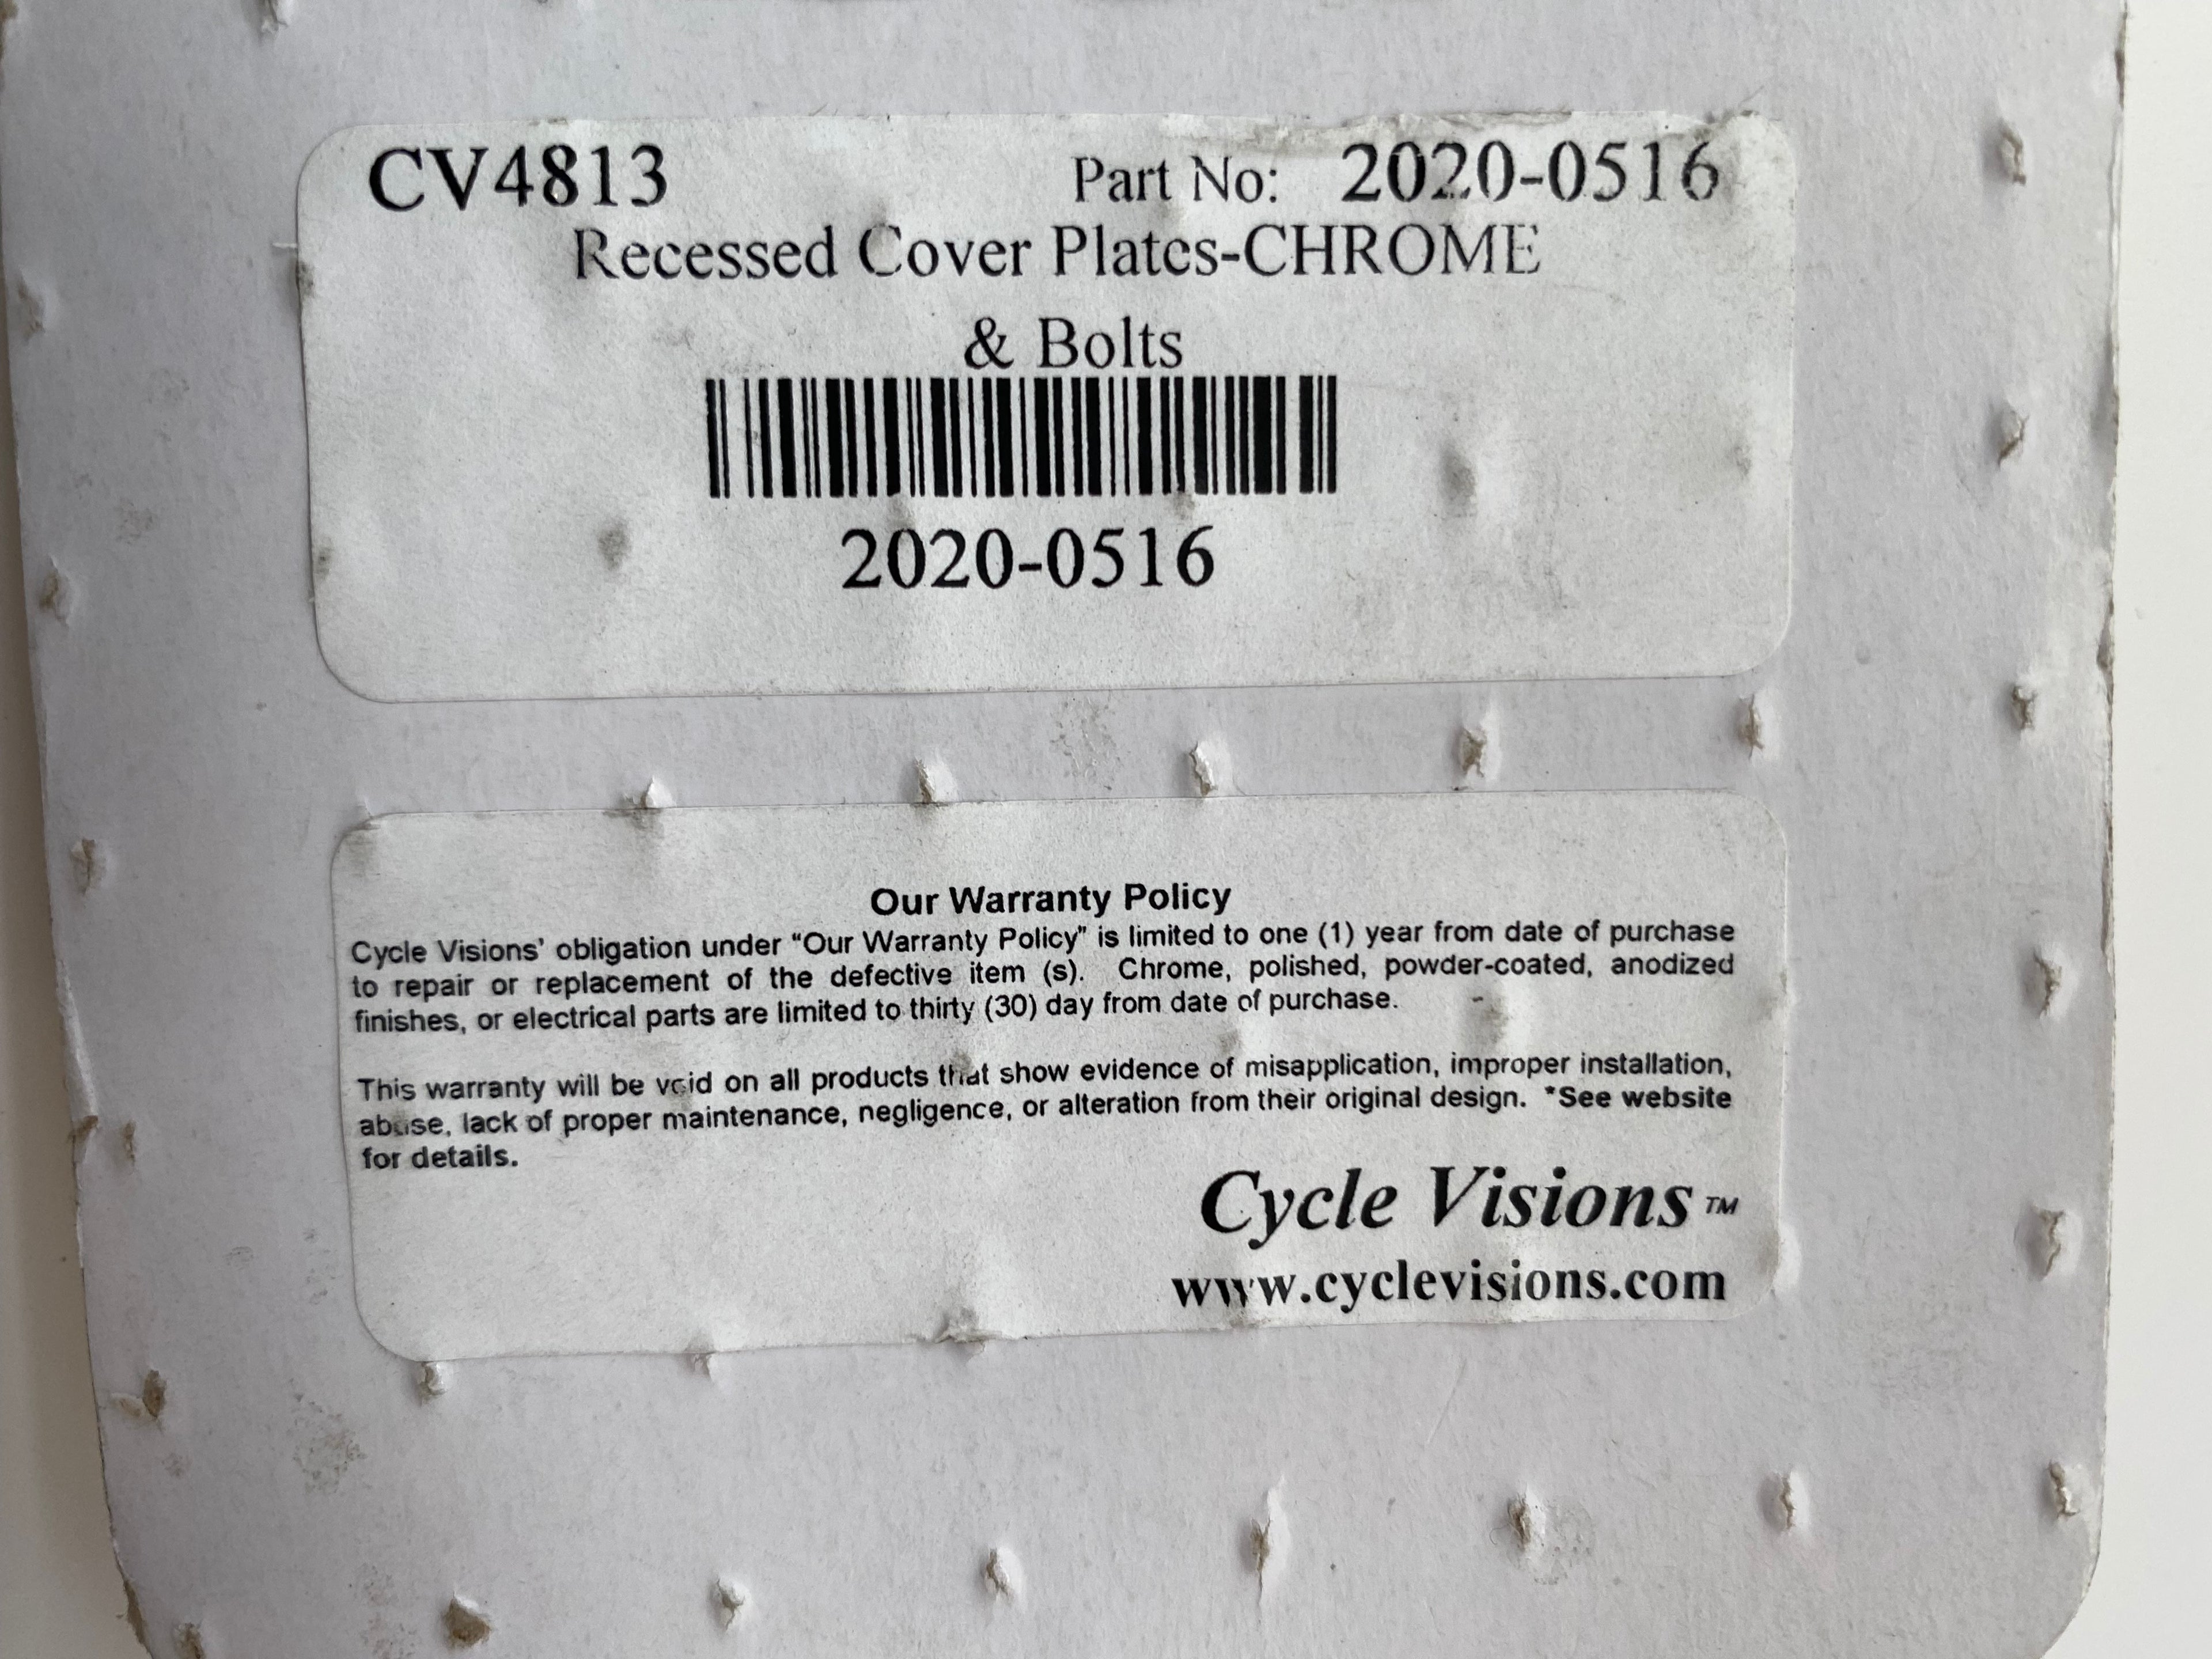 CV4813 Part No: 2020-0516
Recessed Cover Plates-CHROME
& Bolts
2020-0516
Our Warranty Policy
Cycle Visions' obligation under “Our Warranty Policy” is limited to one (1) year from date of purchase
to repair or replacement of the defective item (s). Chrome, polished, powder-coated, anodized
finishes, or electrical parts are limited to thirty (30) day from date of purchase.
This warranty will be void on all products that show evidence of misapplication, improper installation,
abuse, lack of proper maintenance, negligence, or alteration from their original design. *See website
for details.
Cycle Visions™
www.cyclevisions.com